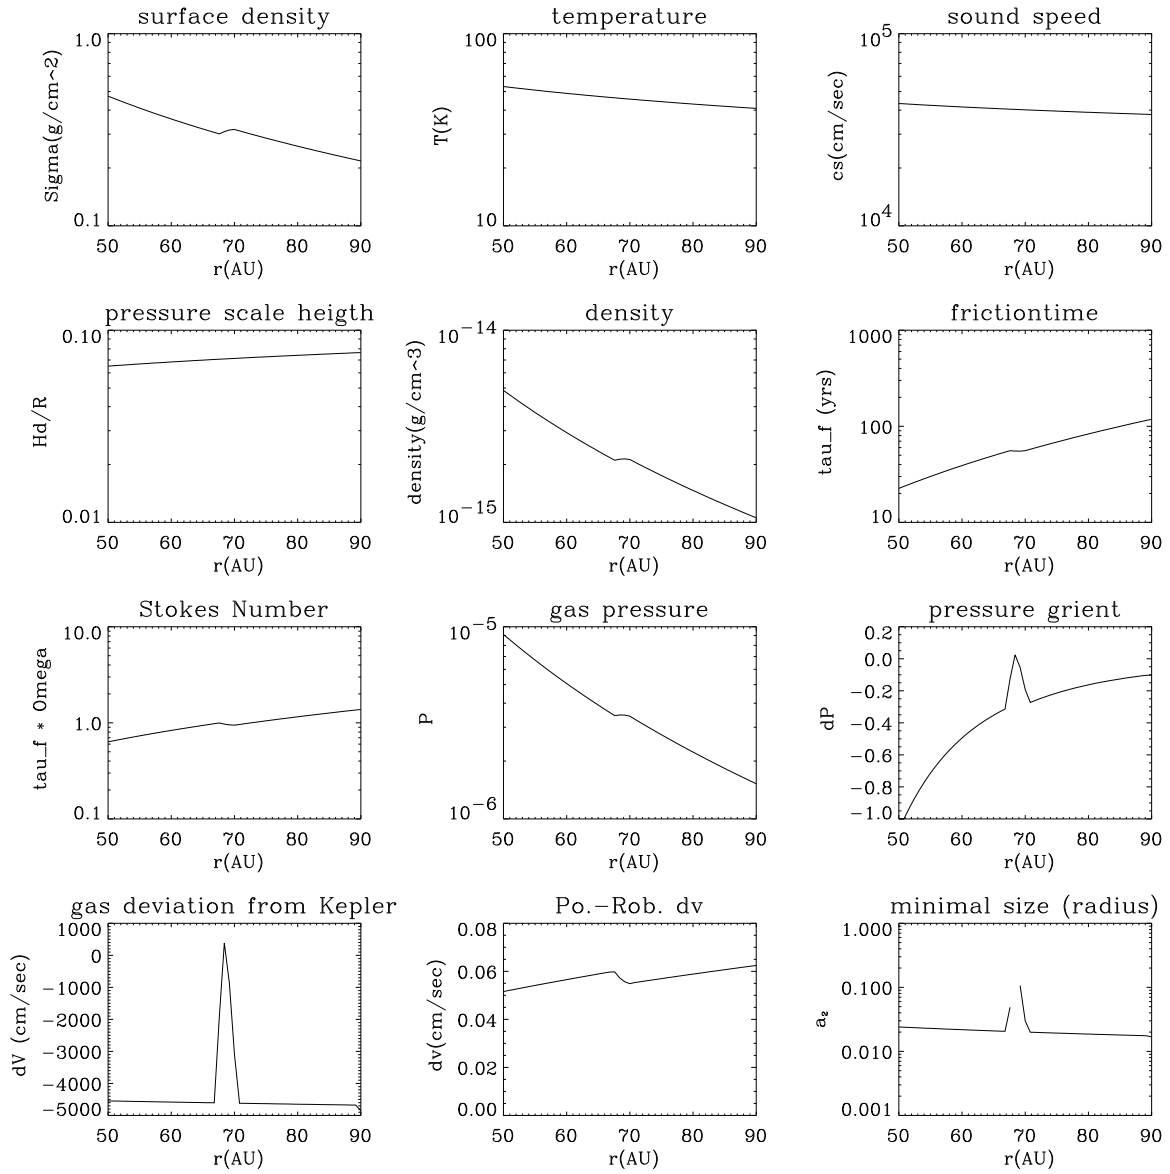 surface density
Sigma(g/cm^2)
1.0
0.1
50 60 70 80 90
r(AU)
temperature
T(K)
100
10
50 60 70 80 90
r(AU)
sound speed
cs(cm/sec)
10^5
10^4
50 60 70 80 90
r(AU)
pressure scale heigth
Hd/R
0.10
0.01
50 60 70 80 90
r(AU)
density
density(g/cm^3)
10^-14
10^-15
50 60 70 80 90
r(AU)
frictiontime
tau_f (yrs)
1000
100
10
50 60 70 80 90
r(AU)
Stokes Number
tau_f * Omega
10.0
1.0
0.1
50 60 70 80 90
r(AU)
gas pressure
P
10^-5
10^-6
50 60 70 80 90
r(AU)
pressure grient
dP
0.2
0.0
-0.2
-0.4
-0.6
-0.8
-1.0
50 60 70 80 90
r(AU)
gas deviation from Kepler
dV (cm/sec)
1000
0
-1000
-2000
-3000
-4000
-5000
50 60 70 80 90
r(AU)
Po.-Rob. dv
dv(cm/sec)
0.08
0.06
0.04
0.02
0.00
50 60 70 80 90
r(AU)
minimal size (radius)
a₂
1.000
0.100
0.010
0.001
50 60 70 80 90
r(AU)